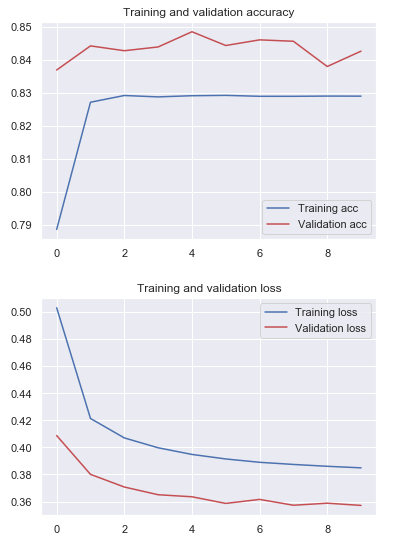 Training and validation accuracy
0.85
0.84
0.83
0.82
0.81
0.80
0.79
Training acc
Validation acc
0 2 4 6 8
Training and validation loss
0.50
0.48
0.46
0.44
0.42
0.40
0.38
0.36
Training loss
Validation loss
0 2 4 6 8